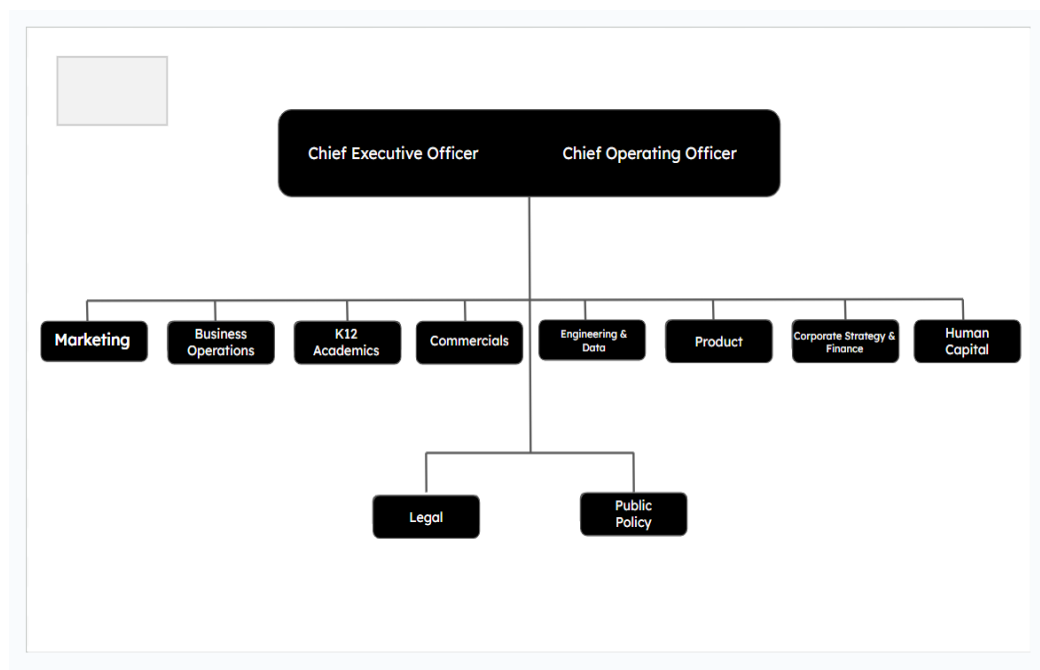 Chief Executive Officer
Chief Operating Officer
Marketing
Business
Operations
K12
Academics
Commercials
Engineering &
Data
Product
Corporate Strategy &
Finance
Human
Capital
Legal
Public
Policy